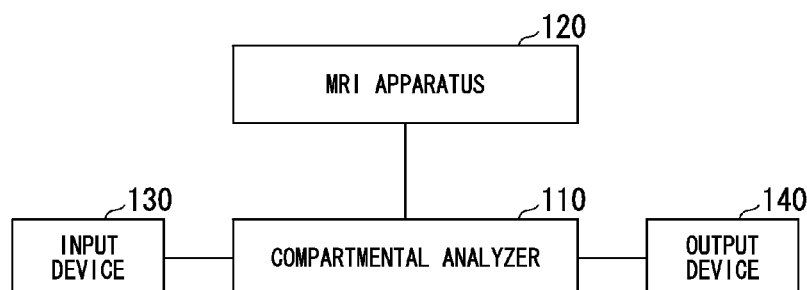 120
MRI APPARATUS
130
INPUT
DEVICE
110
COMPARTMENTAL ANALYZER
140
OUTPUT
DEVICE